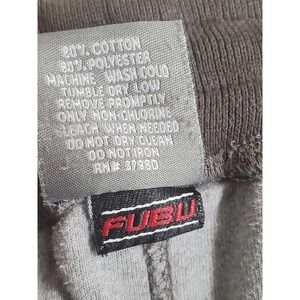 80% COTTON
20% POLYESTER
MACHINE WASH COLD
TUMBLE DRY LOW
REMOVE PROMPTLY
ONLY NON-CHLORINE
BLEACH WHEN NEEDED
DO NOT DRY CLEAN
DO NOT IRON
RN# 37980
FUBU